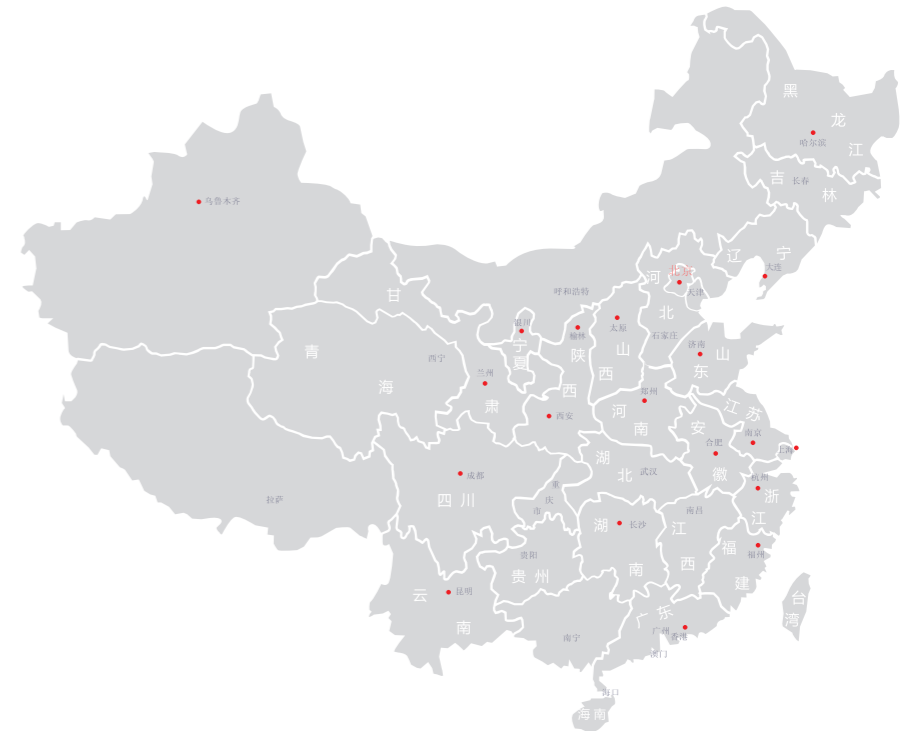 黑
龙
哈尔滨
江
吉
长春
林
乌鲁木齐
辽
宁
大连
北京
河
天津
呼和浩特
甘
北
银川
太原
榆林
石家庄
宁
夏
济南
山
东
陕
山
西
青
西宁
海
兰州
肃
西
西安
郑州
河
南
江
苏
安
南京
合肥
上海
湖
北
武汉
徽
杭州
成都
四川
重
庆
市
拉萨
浙
江
南昌
湖
长沙
江
西
南
福
福州
建
贵阳
贵州
云
昆明
南
台
湾
广
东
广州
香港
南宁
澳门
海口
海南